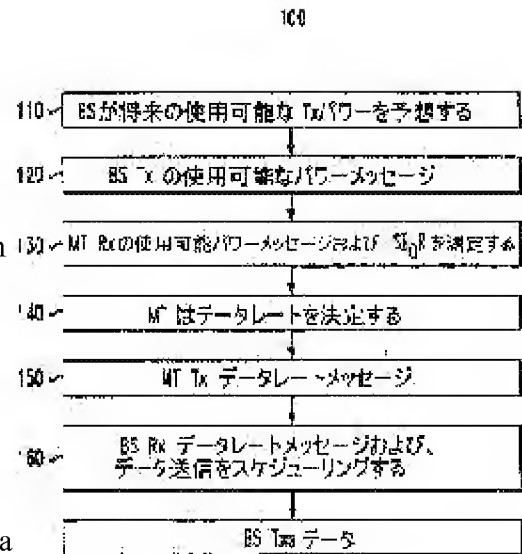 100
110 BSが将来の使用可能な Txパワーを予想する
120 BS Tx の使用可能なパワーメッセージ
n
130 MT Rxの使用可能パワーメッセージおよび を測定する
140 MT はデータレートを決定する
150 MT Tx データレートメッセージ
160 BS Rx データレートメッセージおよび、
データ送信をスケジューリングする
a
BS データ